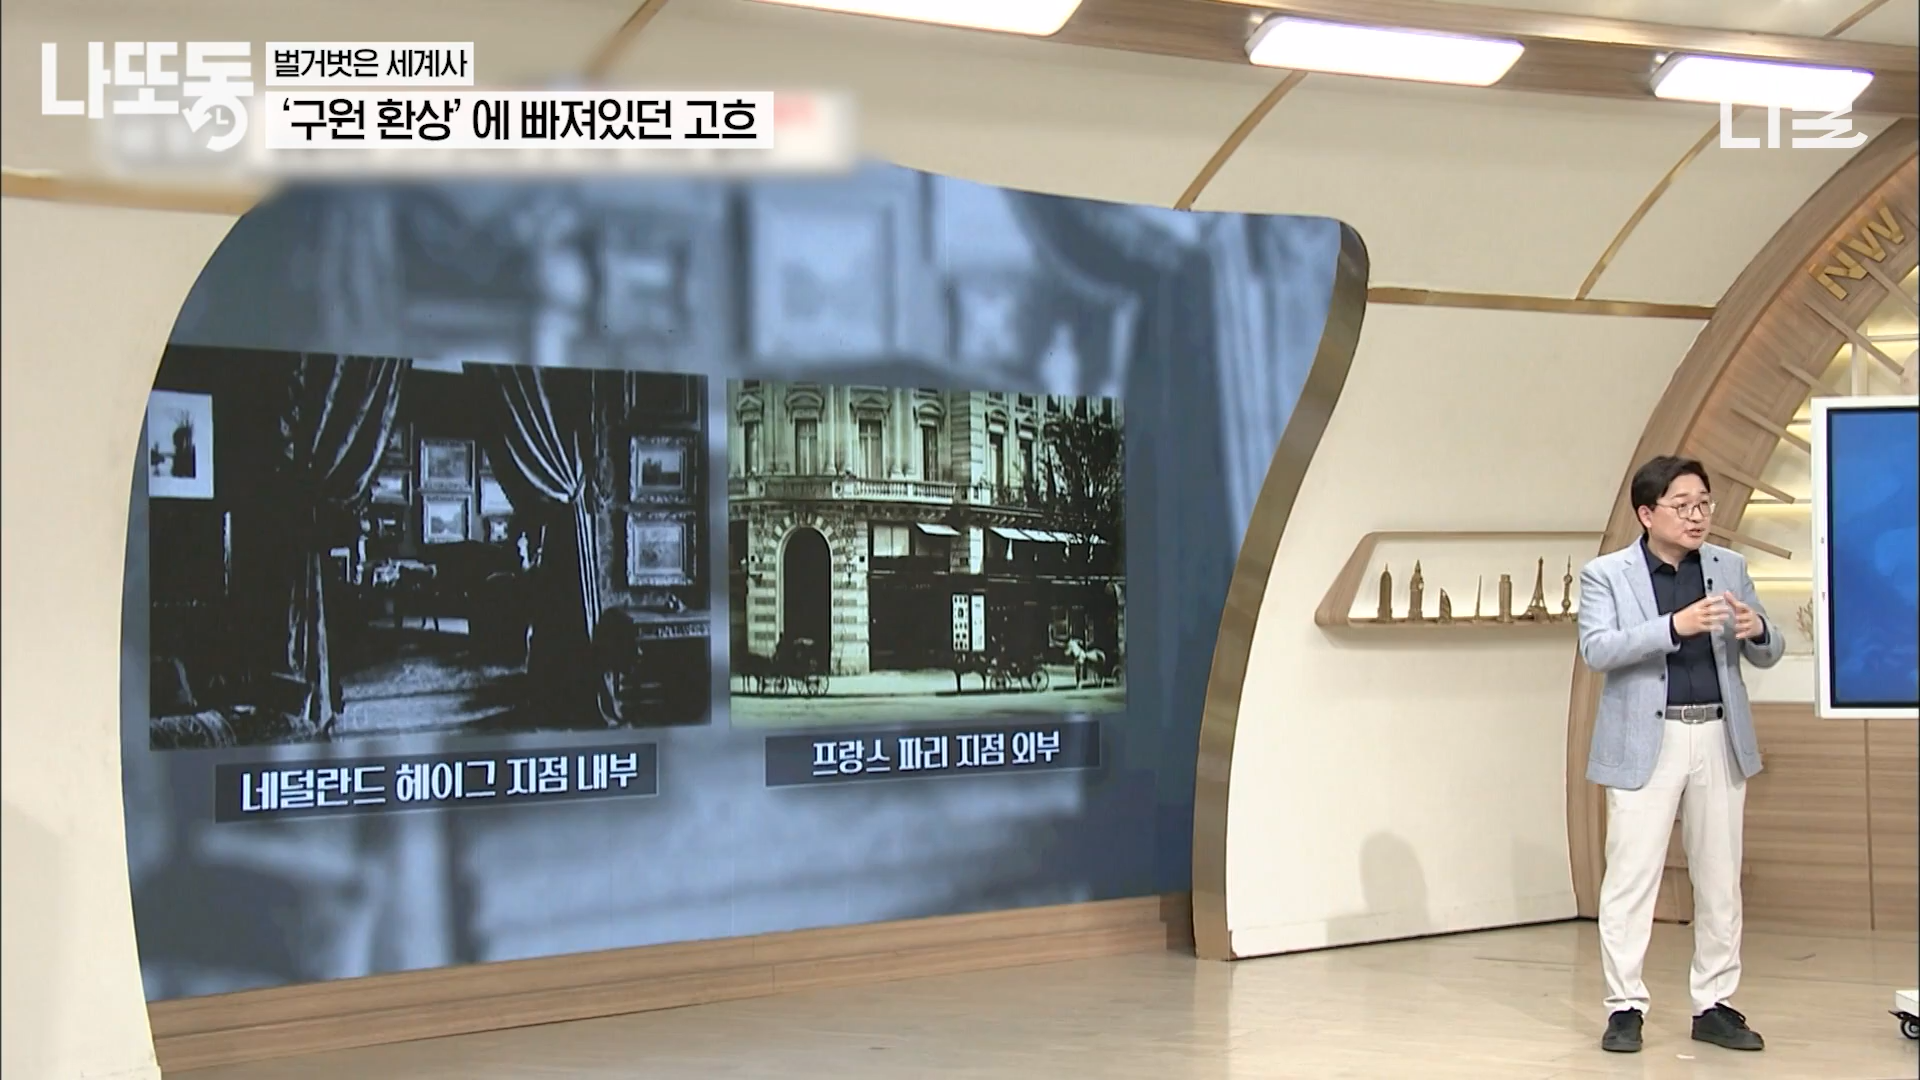 나또동
벌거벗은 세계사
‘구원 환상’에 빠져있던 고흐
NW
네덜란드 헤이그 지점 내부
프랑스 파리 지점 외부